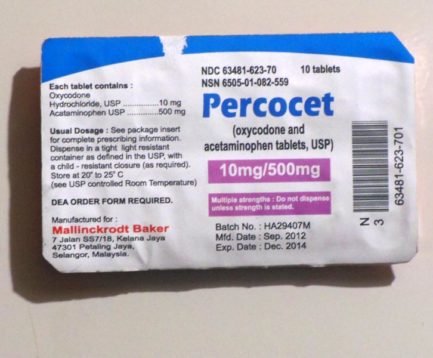 Each tablet contains :
Oxycodone
Hydrochloride, USP ..............10 mg
Acetaminophen USP ............500 mg
Usual Dosage : See package insert
for complete prescribing information.
Dispense in a tight light resistant
container as defined in the USP, with
a child - resistant closure (as required).
Store at 20° to 25° C
(see USP controlled Room Temperature)
DEA ORDER FORM REQUIRED.
Manufactured for :
Mallinckrodt Baker
7 Jalan SS7/18, Kelana Jaya
47301 Petaling Jaya,
Selangor, Malaysia.
NDC 63481-623-70 10 tablets
NSN 6505-01-082-559
Percocet
(oxycodone and
acetaminophen tablets, USP)
10mg/500mg
Multiple strengths : Do not dispense
unless strength is stated.
Batch No. : HA29407M
Mfd. Date : Sep. 2012
Exp. Date : Dec. 2014
N
3
63481-623-701